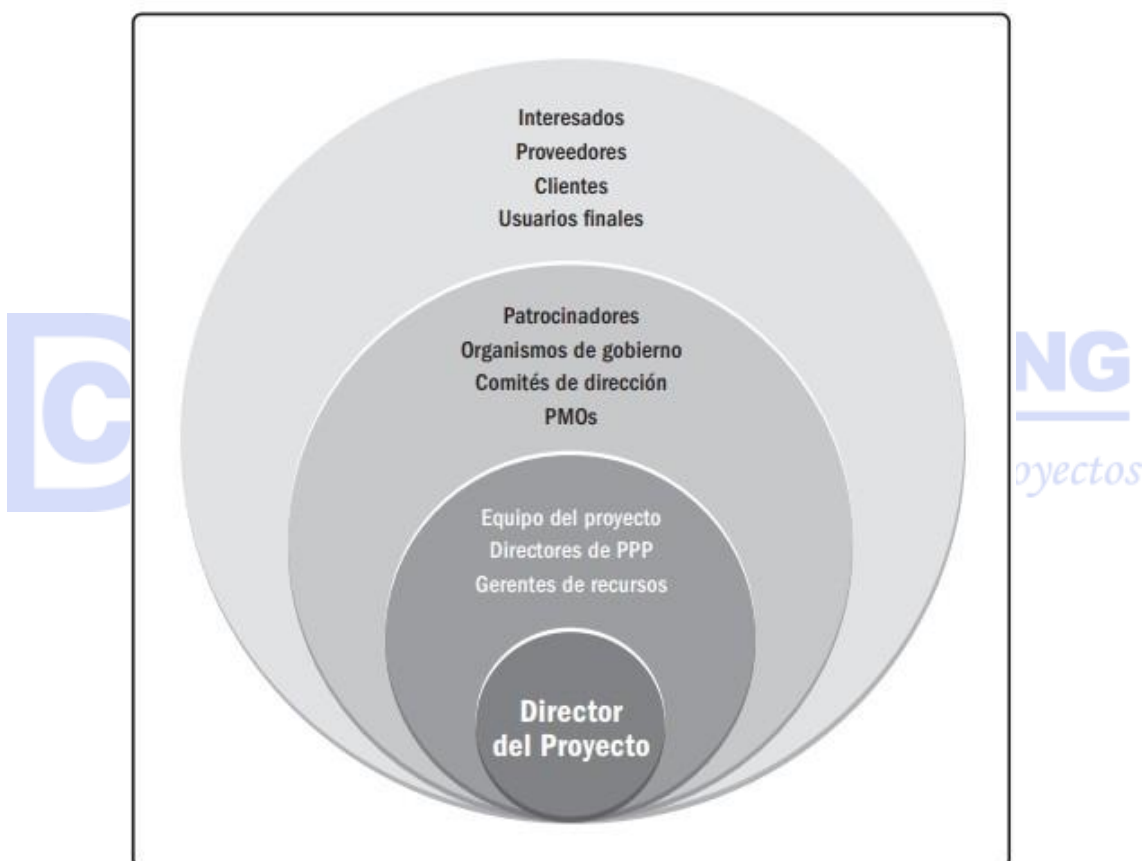 Interesados
Proveedores
Clientes
Usuarios finales
Patrocinadores
Organismos de gobierno
Comités de dirección
PMOs
Equipo del proyecto
Directores de PPP
Gerentes de recursos
Director
del Proyecto